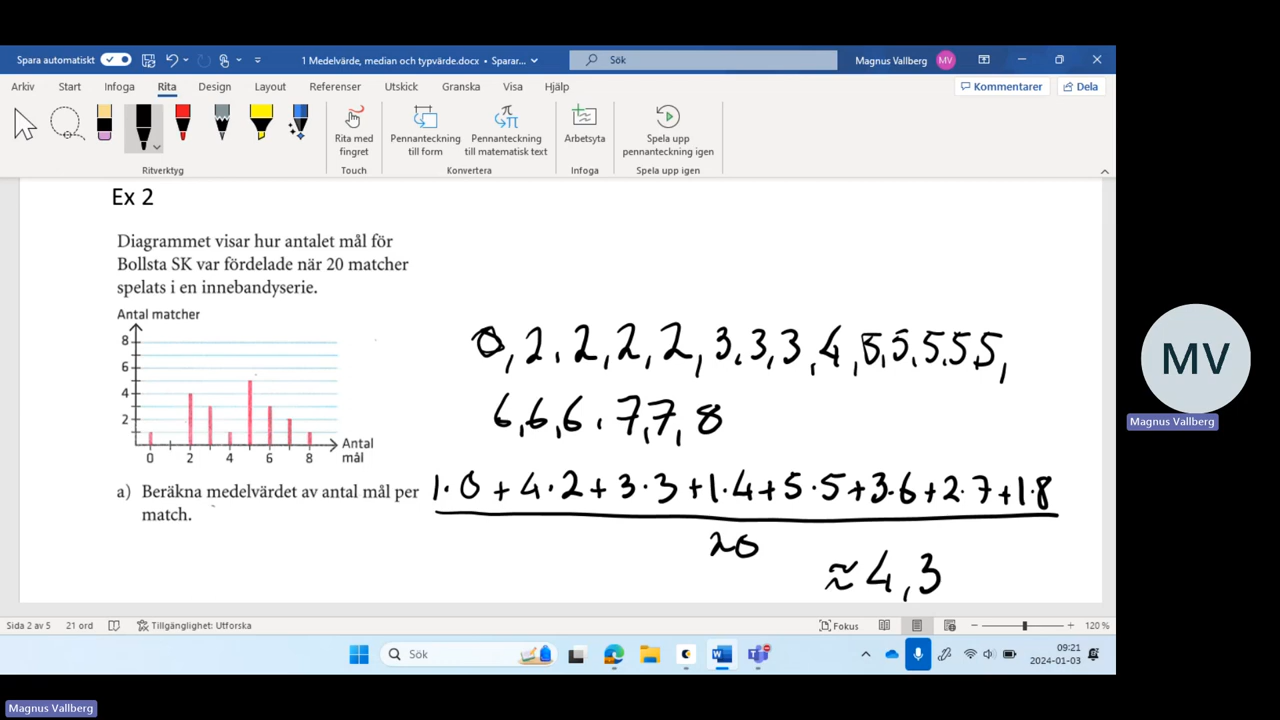 Spara automatiskt
1 Medelvärde, median och typvärde.docx • Sparar...
Sök
Magnus Vallberg
MV
Arkiv Start Infoga Rita Design Layout Referenser Utskick Granska Visa Hjälp
Kommentarer
Dela
Rita med fingret
Pennanteckning till form
Pennanteckning till matematisk text
Arbetsyta
Spela upp pennanteckning igen
Ritverktyg
Touch
Konvertera
Infoga
Spela upp igen
Ex 2
Diagrammet visar hur antalet mål för
Bollsta SK var fördelade när 20 matcher
spelats i en innebandyserie.
Antal matcher
8
6
4
2
0 2 4 6 8
Antal
mål
0, 2, 2, 2, 2, 3, 3, 3, 4, 5, 5, 5, 5, 5,
6, 6, 6, 7, 7, 8
a) Beräkna medelvärdet av antal mål per
match.
1·0 + 4·2 + 3·3 + 1·4 + 5·5 + 3·6 + 2·7 + 1·8
20
≈ 4,3
MV
Magnus Vallberg
Sida 2 av 5
21 ord
Tillgänglighet: Utforska
Fokus
120 %
Sök
09:21
2024-01-03
Magnus Vallberg